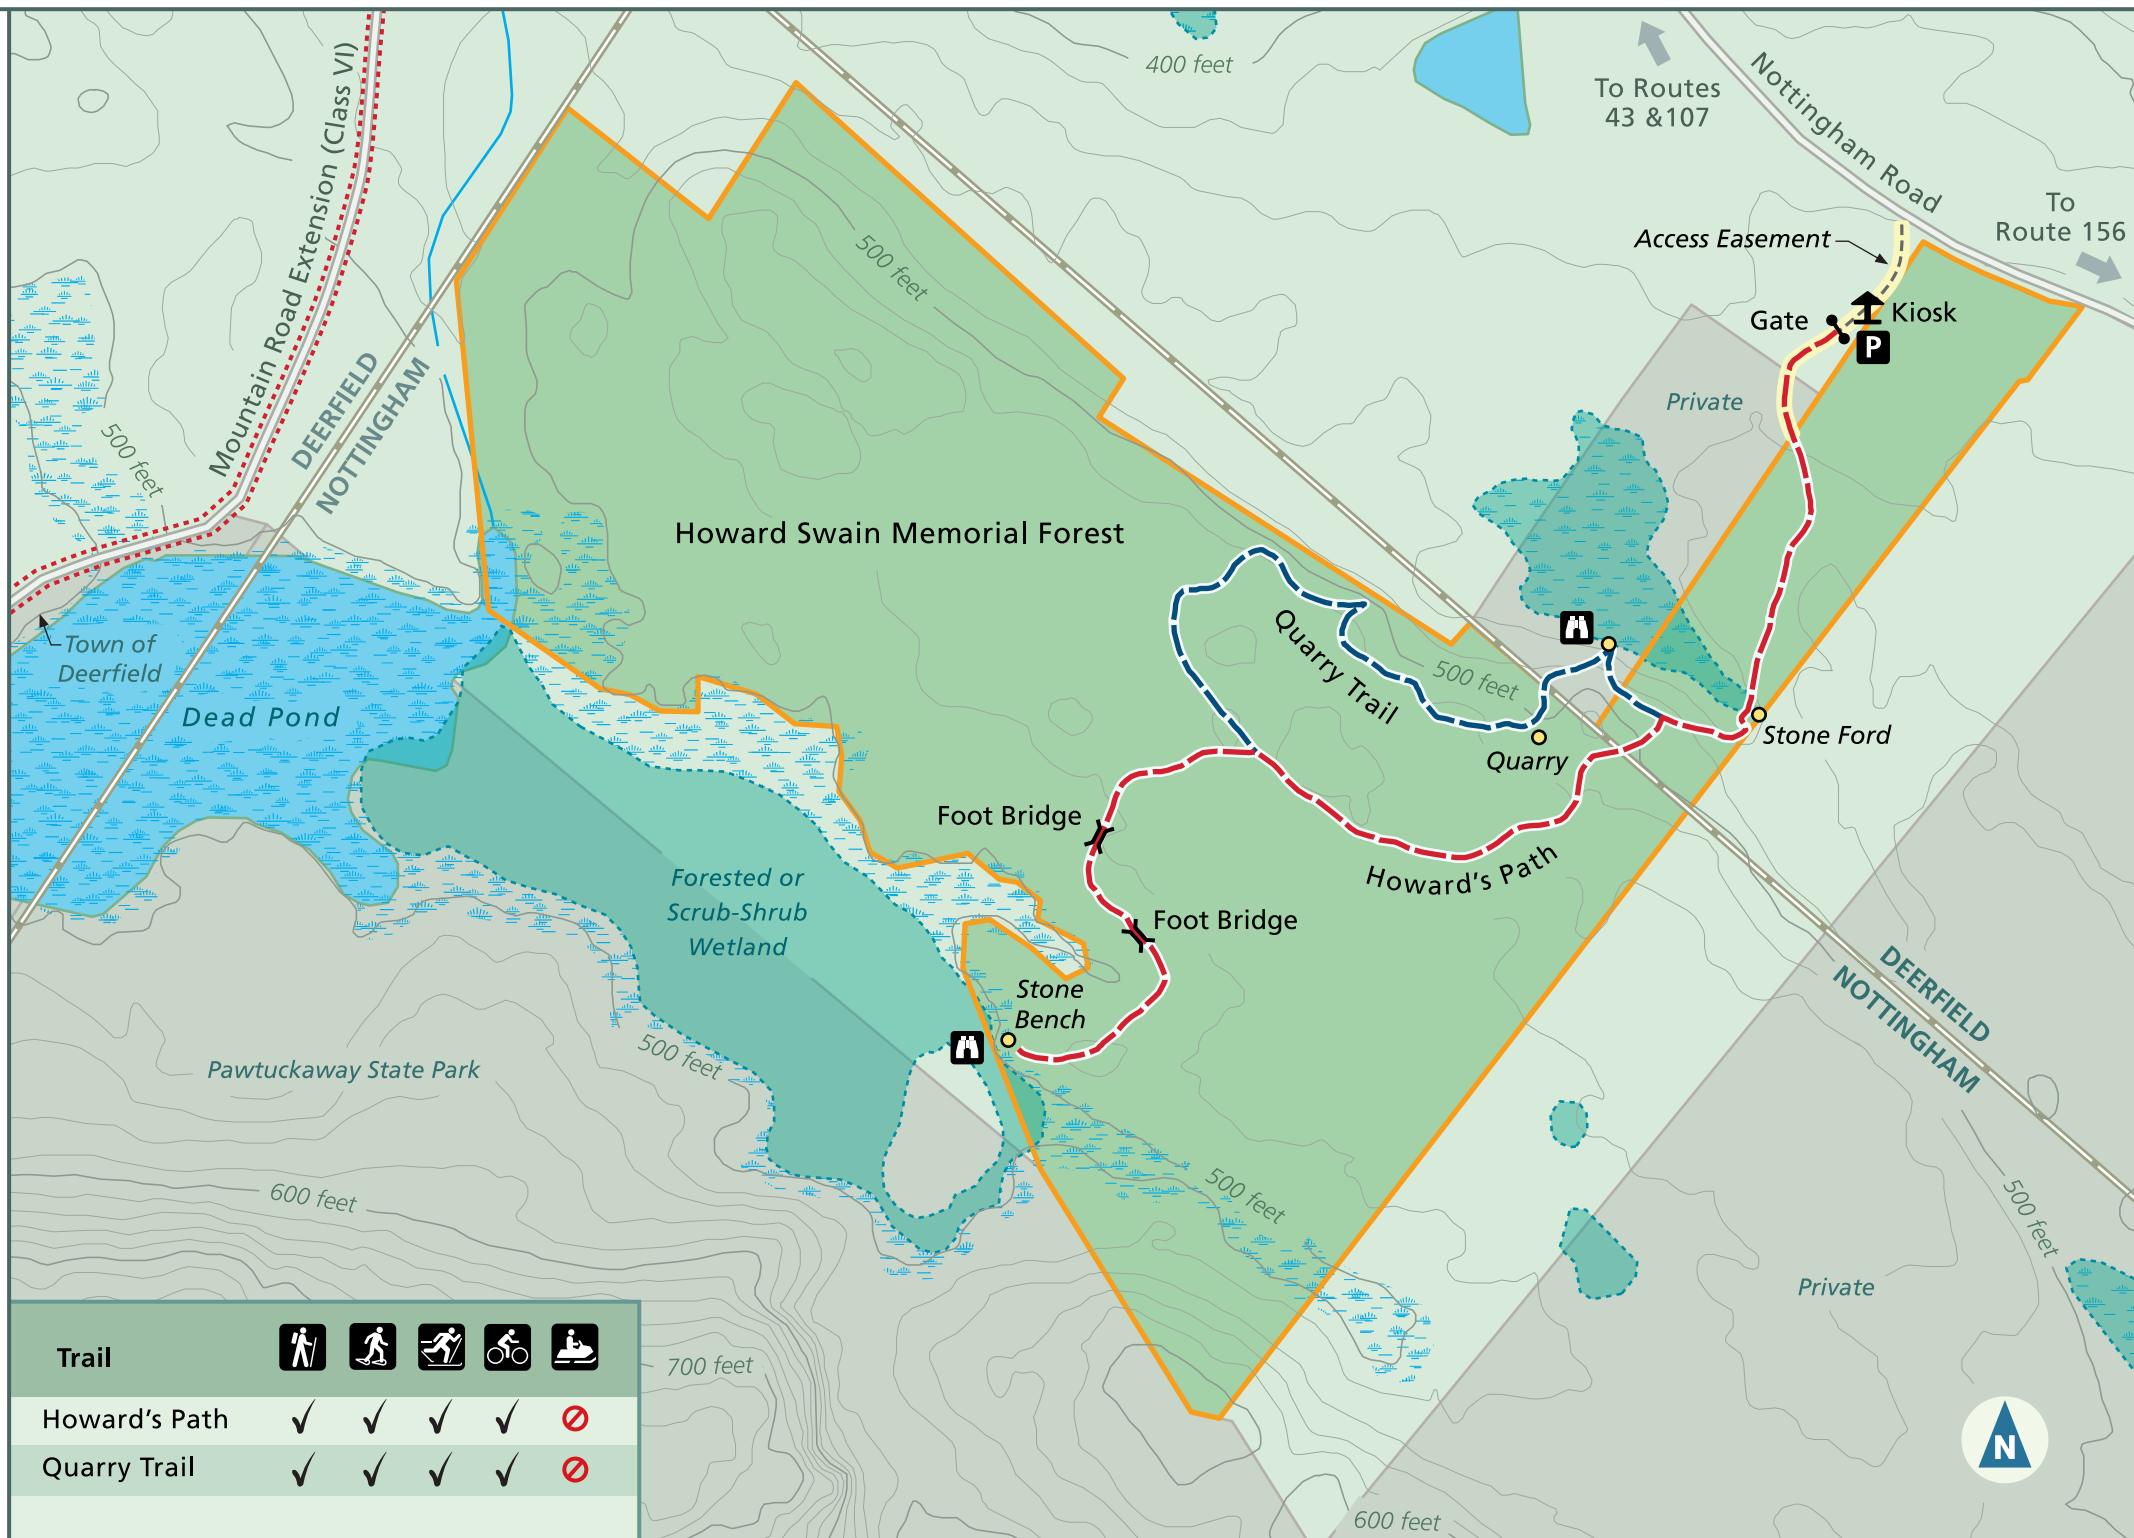 400 feet
To Routes
43 &107
Nottingham Road
To
Route 156
Mountain Road Extension (Class VI)
Access Easement
Kiosk
Gate
P
500 feet
DEERFIELD
NOTTINGHAM
Private
500 feet
Howard Swain Memorial Forest
Town of
Deerfield
Dead Pond
Quarry Trail
500 feet
Stone Ford
Quarry
Foot Bridge
Howard's Path
Forested or
Scrub-Shrub
Wetland
Foot Bridge
Stone
Bench
DEERFIELD
NOTTINGHAM
500 feet
Pawtuckaway State Park
600 feet
500 feet
500 feet
Private
700 feet
600 feet
N
Trail
Howard's Path
Quarry Trail